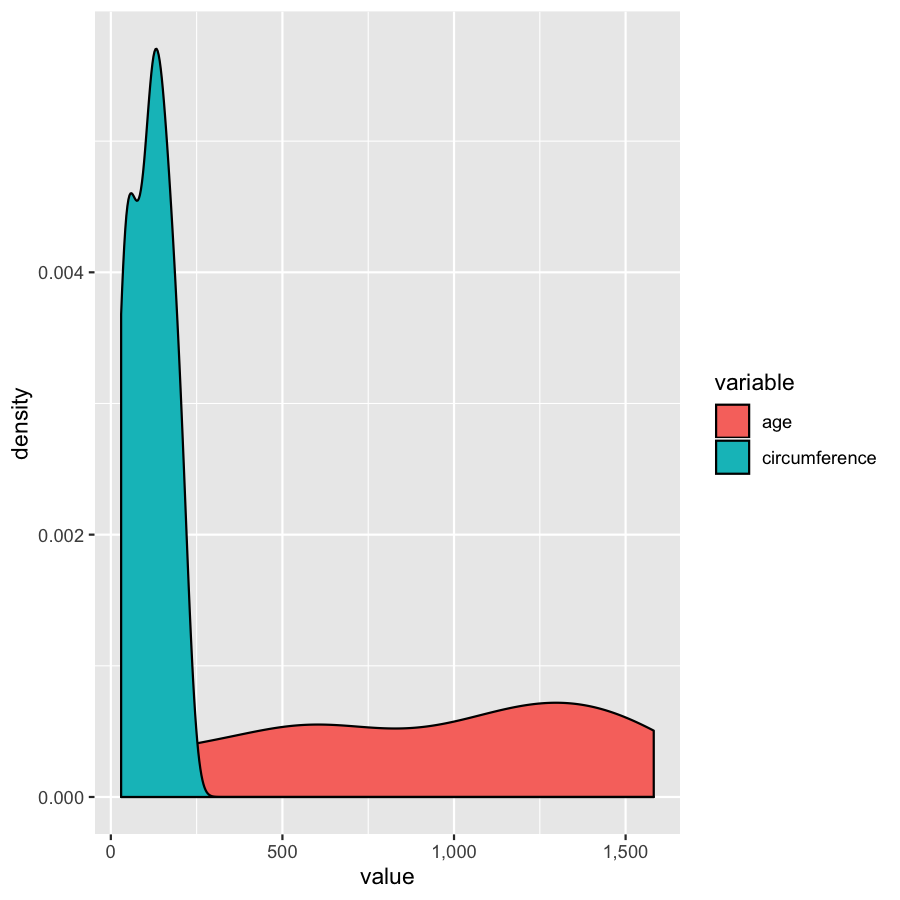 density
0.004
0.002
0.000
0
500
1,000
1,500
value
variable
age
circumference